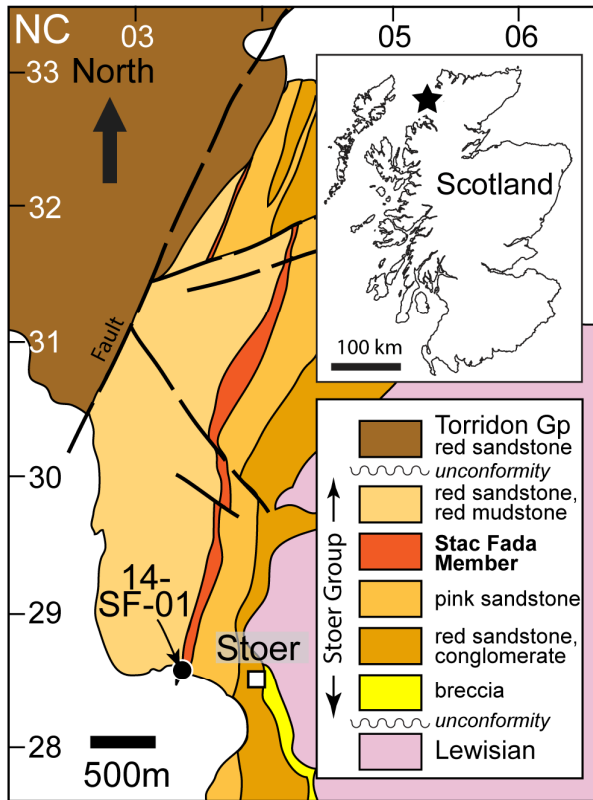 NC
03
05
06
33
North
32
31
30
29
28
Fault
14-
SF-01
Stoer
500m
Scotland
100 km
Torridon Gp
red sandstone
unconformity
red sandstone,
red mudstone
Stac Fada
Member
pink sandstone
red sandstone,
conglomerate
breccia
unconformity
Lewisian
Stoer Group